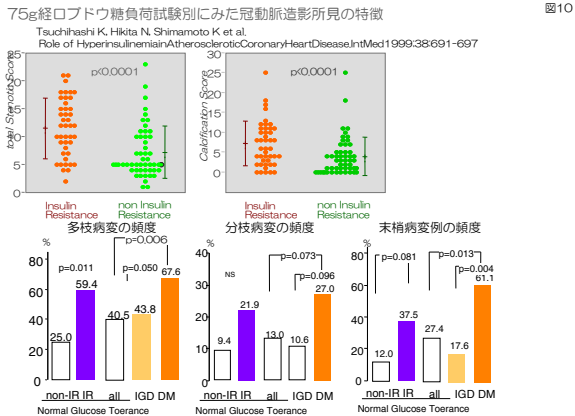 75g経ロブドウ糖負荷試験別にみた冠動脈造影所見の特徴
図10
Tsuchihashi K, Hikita N, Shimamoto K et al.
Role of HyperinsulinemiainAtheroscleroticCoronaryHeartDisease.IntMed1999:38:691-697
total Stenotic Score
25
20
15
10
5
0
p<0.0001
Insulin
Resistance
non Insulin
Resistance
Calcification Score
30
25
20
15
10
5
0
p<0.0001
Insulin
Resistance
non Insulin
Resistance
多枝病変の頻度
%
80
60
40
20
0
p=0.006
p=0.011
p=0.050
25.0
59.4
40.5
43.8
67.6
non-IR IR all IGD DM
Normal Glucose Toerance
分枝病変の頻度
%
40
30
20
10
0
NS
p=0.073
p=0.096
9.4
21.9
13.0
10.6
27.0
non-IR IR all IGD DM
Normal Glucose Toerance
末梢病変例の頻度
%
80
60
40
20
0
p=0.081
p=0.013
p=0.004
12.0
37.5
27.4
17.6
61.1
non-IR IR all IGD DM
Normal Glucose Toerance